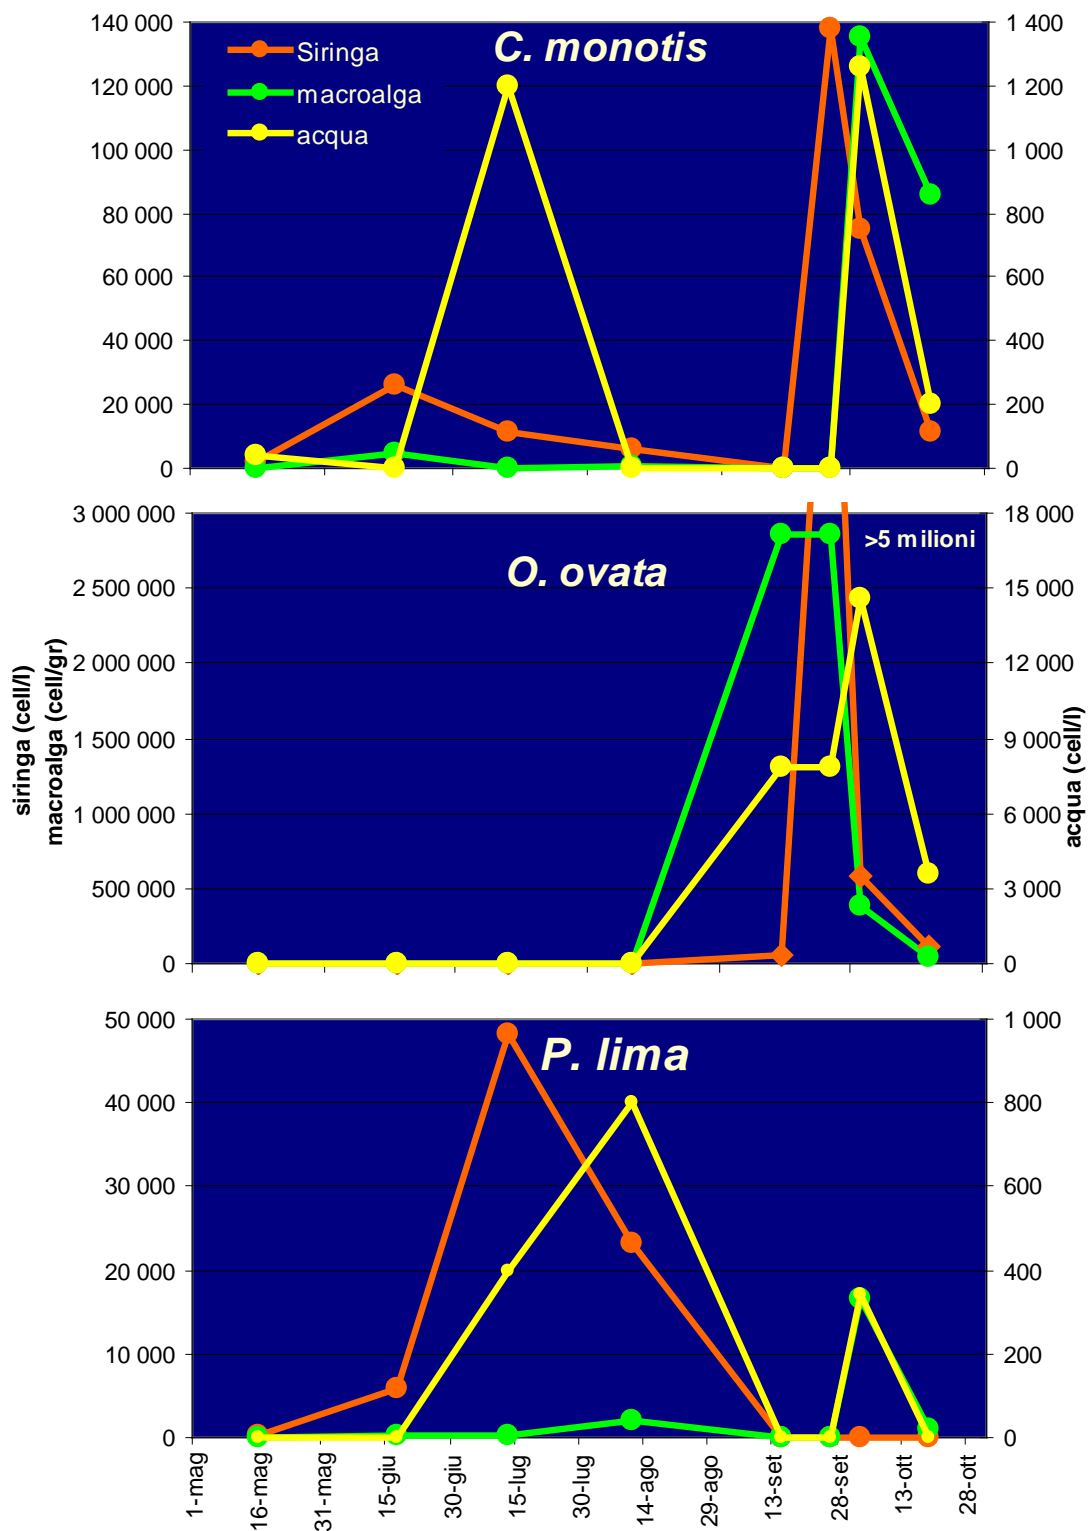 C. monotis
Siringa
macroalga
acqua
140 000
120 000
100 000
80 000
60 000
40 000
20 000
0
1 400
1 200
1 000
800
600
400
200
0
O. ovata
>5 milioni
3 000 000
2 500 000
2 000 000
1 500 000
1 000 000
500 000
0
18 000
15 000
12 000
9 000
6 000
3 000
0
siringa (cell/l)
macroalga (cell/gr)
acqua (cell/l)
P. lima
50 000
40 000
30 000
20 000
10 000
0
1 000
800
600
400
200
0
1-mag
16-mag
31-mag
15-giu
30-giu
15-lug
30-lug
14-ago
29-ago
13-set
28-set
13-ott
28-ott